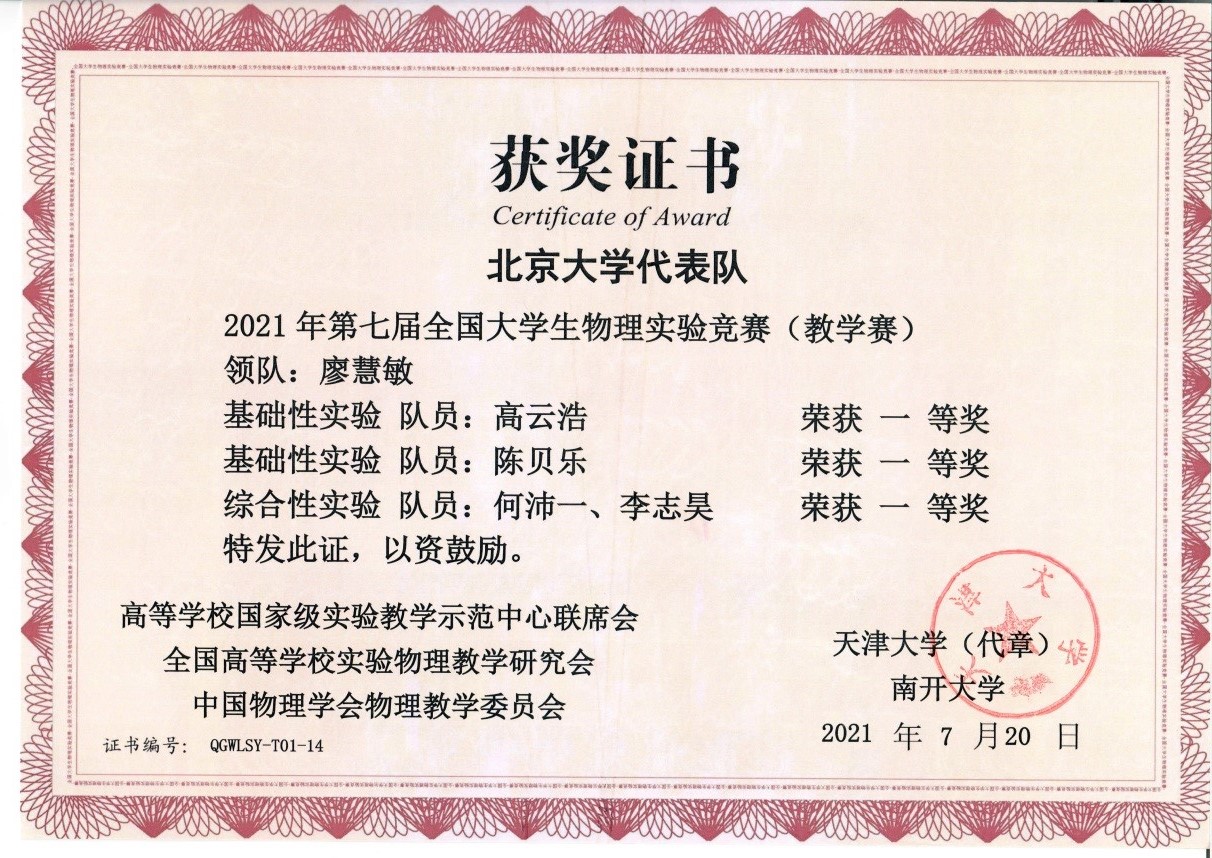 获奖证书
Certificate of Award
北京大学代表队
2021 年第七届全国大学生物理实验竞赛（教学赛）
领队：廖慧敏
基础性实验 队员：高云浩 荣获 一 等奖
基础性实验 队员：陈贝乐 荣获 一 等奖
综合性实验 队员：何沛一、李志昊 荣获 一 等奖
特发此证，以资鼓励。
高等学校国家级实验教学示范中心联席会
全国高等学校实验物理教学研究会
中国物理学会物理教学委员会
天津大学（代章）
南开大学
2021 年 7 月 20 日
证书编号： QGWLSY-T01-14
天津大学